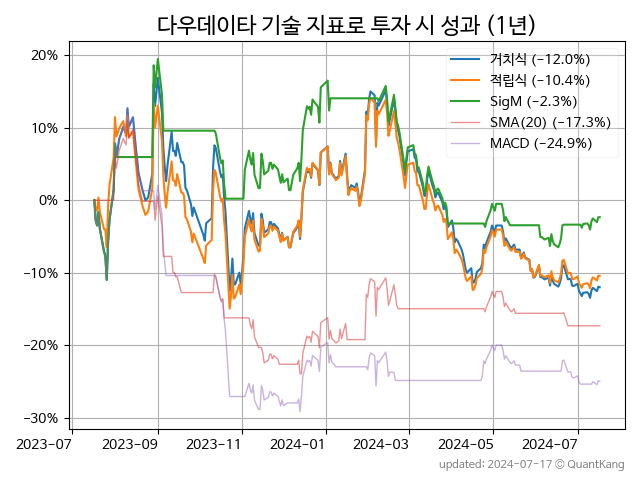 다우데이타 기술 지표로 투자 시 성과 (1년)
거치식 (−12.0%)
적립식 (−10.4%)
SigM (−2.3%)
SMA(20) (−17.3%)
MACD (−24.9%)
20%
10%
0%
−10%
−20%
−30%
2023-07 2023-09 2023-11 2024-01 2024-03 2024-05 2024-07
updated: 2024-07-17 © QuantKang